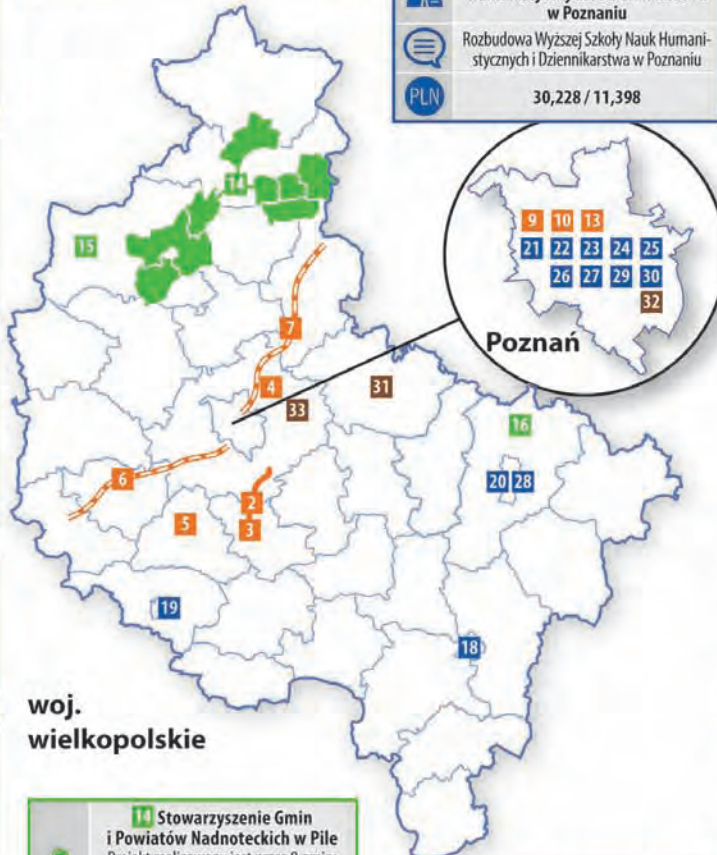 w Poznaniu
Rozbudowa Wyższej Szkoły Nauk Humani-
stycznych i Dziennikarstwa w Poznaniu
PLN 30,228 / 11,398
14
15
9 10 13
21 22 23 24 25
26 27 29 30
32
Poznań
7
4
33
31
16
6
20 28
2
5
3
19
18
woj.
wielkopolskie
14 Stowarzyszenie Gmin
i Powiatów Nadnoteckich w Pile